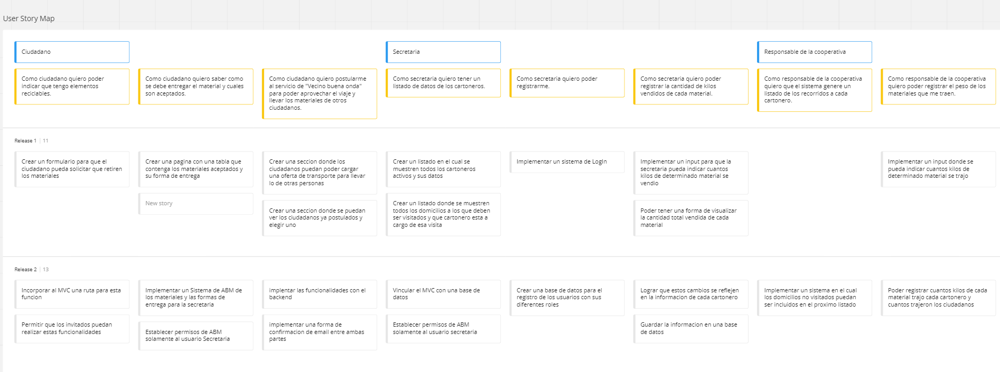 User Story Map
Ciudadano
Secretaria
Responsable de la cooperativa
Como ciudadano quiero poder
indicar que tengo elementos
reciclables.
Como ciudadano quiero saber como
se debe entregar el material y cuales
son aceptados.
Como ciudadano quiero postularme
al servicio de "Vecino buena onda"
para poder aprovechar el viaje y
llevar los materiales de otros
ciudadanos.
Como secretaria quiero tener un
listado de datos de los cartoneros.
Como secretaria quiero poder
registrarme.
Como secretaria quiero poder
registrar la cantidad de kilos
vendidos de cada material.
Como responsable de la cooperativa
quiero que el sistema genere un
listado de los recorridos a cada
cartonero.
Como responsable de la cooperativa
quiero poder registrar el peso de los
materiales que me traen.
Release 1 | 11
Crear un formulario para que el
ciudadano pueda solicitar que retiren
los materiales
Crear una pagina con una tabla que
contenga los materiales aceptados y
su forma de entrega
New story
Crear una seccion donde los
ciudadanos puedan poder cargar
una oferta de transporte para llevar
lo de otras personas
Crear una seccion donde se puedan
ver los ciudadanos ya postulados y
elegir uno
Crear un listado en el cual se
muestren todos los cartoneros
activos y sus datos
Crear un listado donde se muestren
todos los domicilios a los que deben
ser visitados y que cartonero esta a
cargo de esa visita
Implementar un sistema de LogIn
Implementar un input para que la
secretaria pueda indicar cuantos
kilos de determinado material se
vendio
Poder tener una forma de visualizar
la cantidad total vendida de cada
material
Implementar un input donde se
pueda indicar cuantos kilos de
determinado material se trajo
Release 2 | 13
Incorporar al MVC una ruta para esta
funcion
Permitir que los invitados puedan
realizar estas funcionalidades
Implementar un Sistema de ABM de
los materiales y las formas de
entrega para la secretaria
Establecer permisos de ABM
solamente al usuario Secretaria
implentar las funcionalidades con el
backend
implementar una forma de
confirmacion de email entre ambas
partes
Vincular el MVC con una base de
datos
Establecer permisos de ABM
solamente al usuario secretaria
Crear una base de datos para el
registro de los usuarios con sus
diferentes roles
Lograr que estos cambios se reflejen
en la informacion de cada cartonero
Guardar la informacion en una base
de datos
Implementar un sistema en el cual
los domicilios no visitados puedan
ser incluidos en el proximo listado
Poder registrar cuantos kilos de cada
material trajo cada cartonero y
cuantos trajeron los ciudadanos